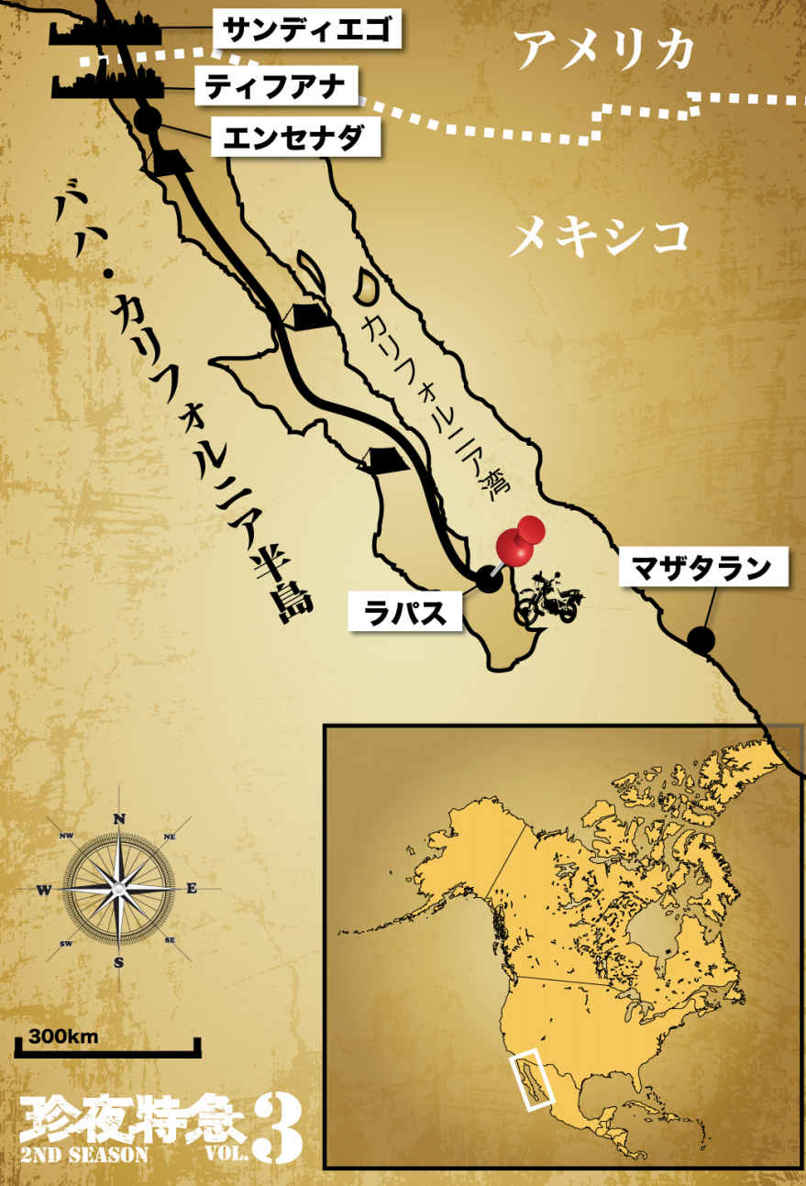 サンディエゴ
アメリカ
ティフアナ
エンセナダ
メキシコ
バハ・カリフォルニア半島
カリフォルニア湾
マザタラン
ラパス
N
NW
NE
W
E
SW
SE
S
300km
珍夜特急3
2ND SEASON VOL.